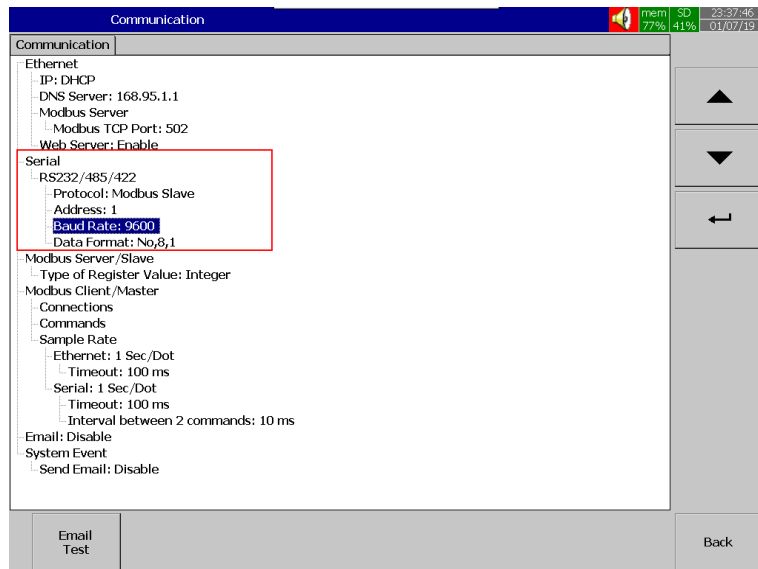 Communication
mem
77%
SD
41%
23:37:46
01/07/19
Communication
Ethernet
IP: DHCP
DNS Server: 168.95.1.1
Modbus Server
Modbus TCP Port: 502
Web Server: Enable
Serial
RS232/485/422
Protocol: Modbus Slave
Address: 1
Baud Rate: 9600
Data Format: No,8,1
Modbus Server/Slave
Type of Register Value: Integer
Modbus Client/Master
Connections
Commands
Sample Rate
Ethernet: 1 Sec/Dot
Timeout: 100 ms
Serial: 1 Sec/Dot
Timeout: 100 ms
Interval between 2 commands: 10 ms
Email: Disable
System Event
Send Email: Disable
Email
Test
Back